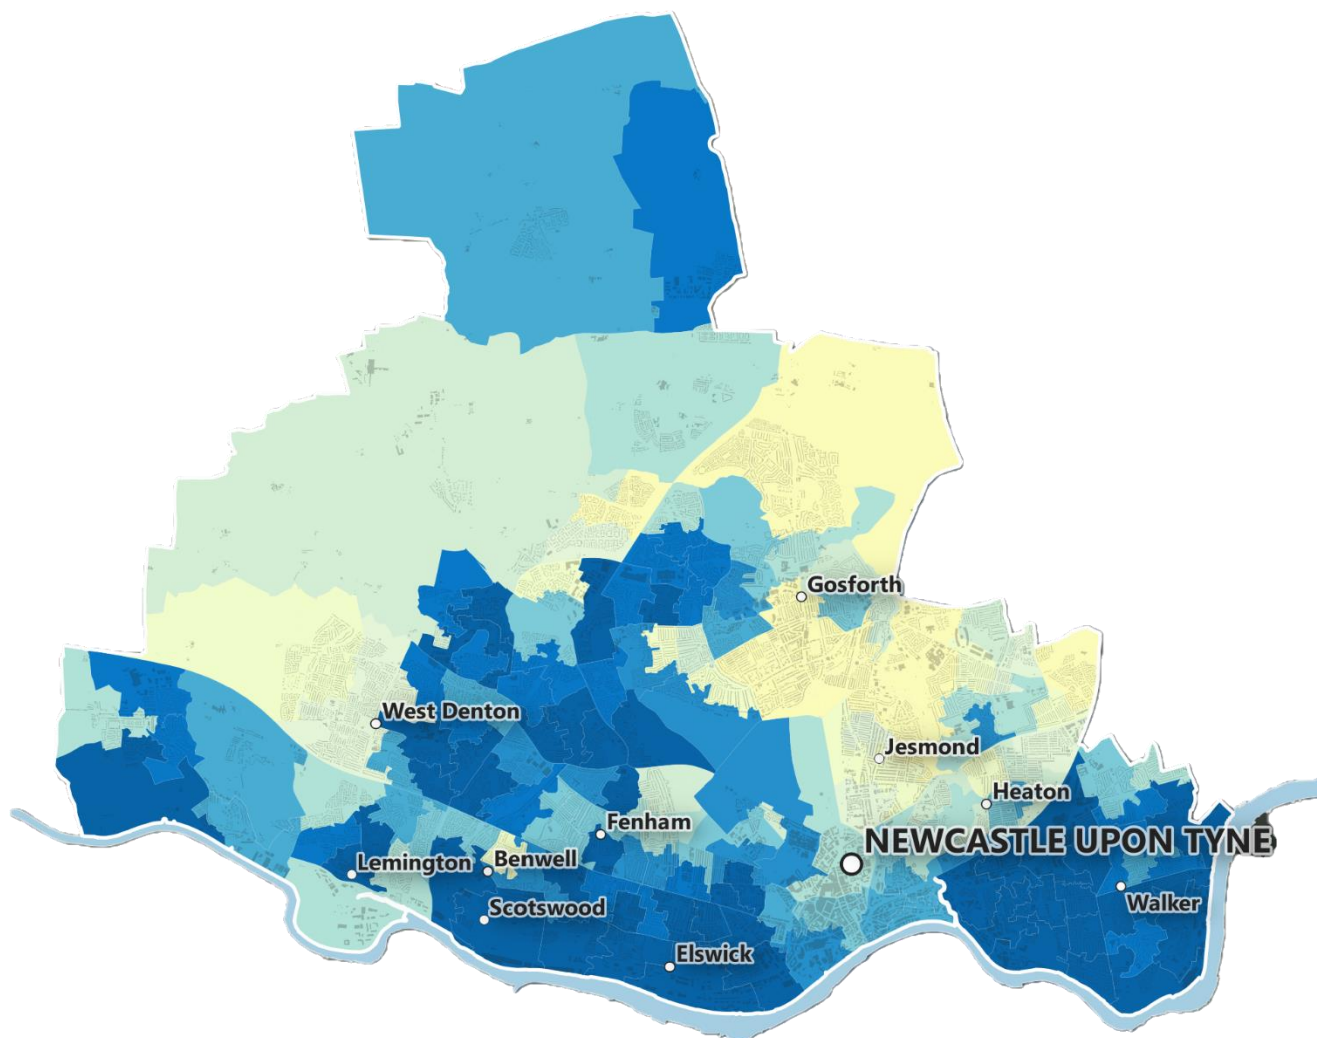 Gosforth
West Denton
Jesmond
Heaton
Fenham
NEWCASTLE UPON TYNE
Lemington
Benwell
Walker
Scotswood
Elswick